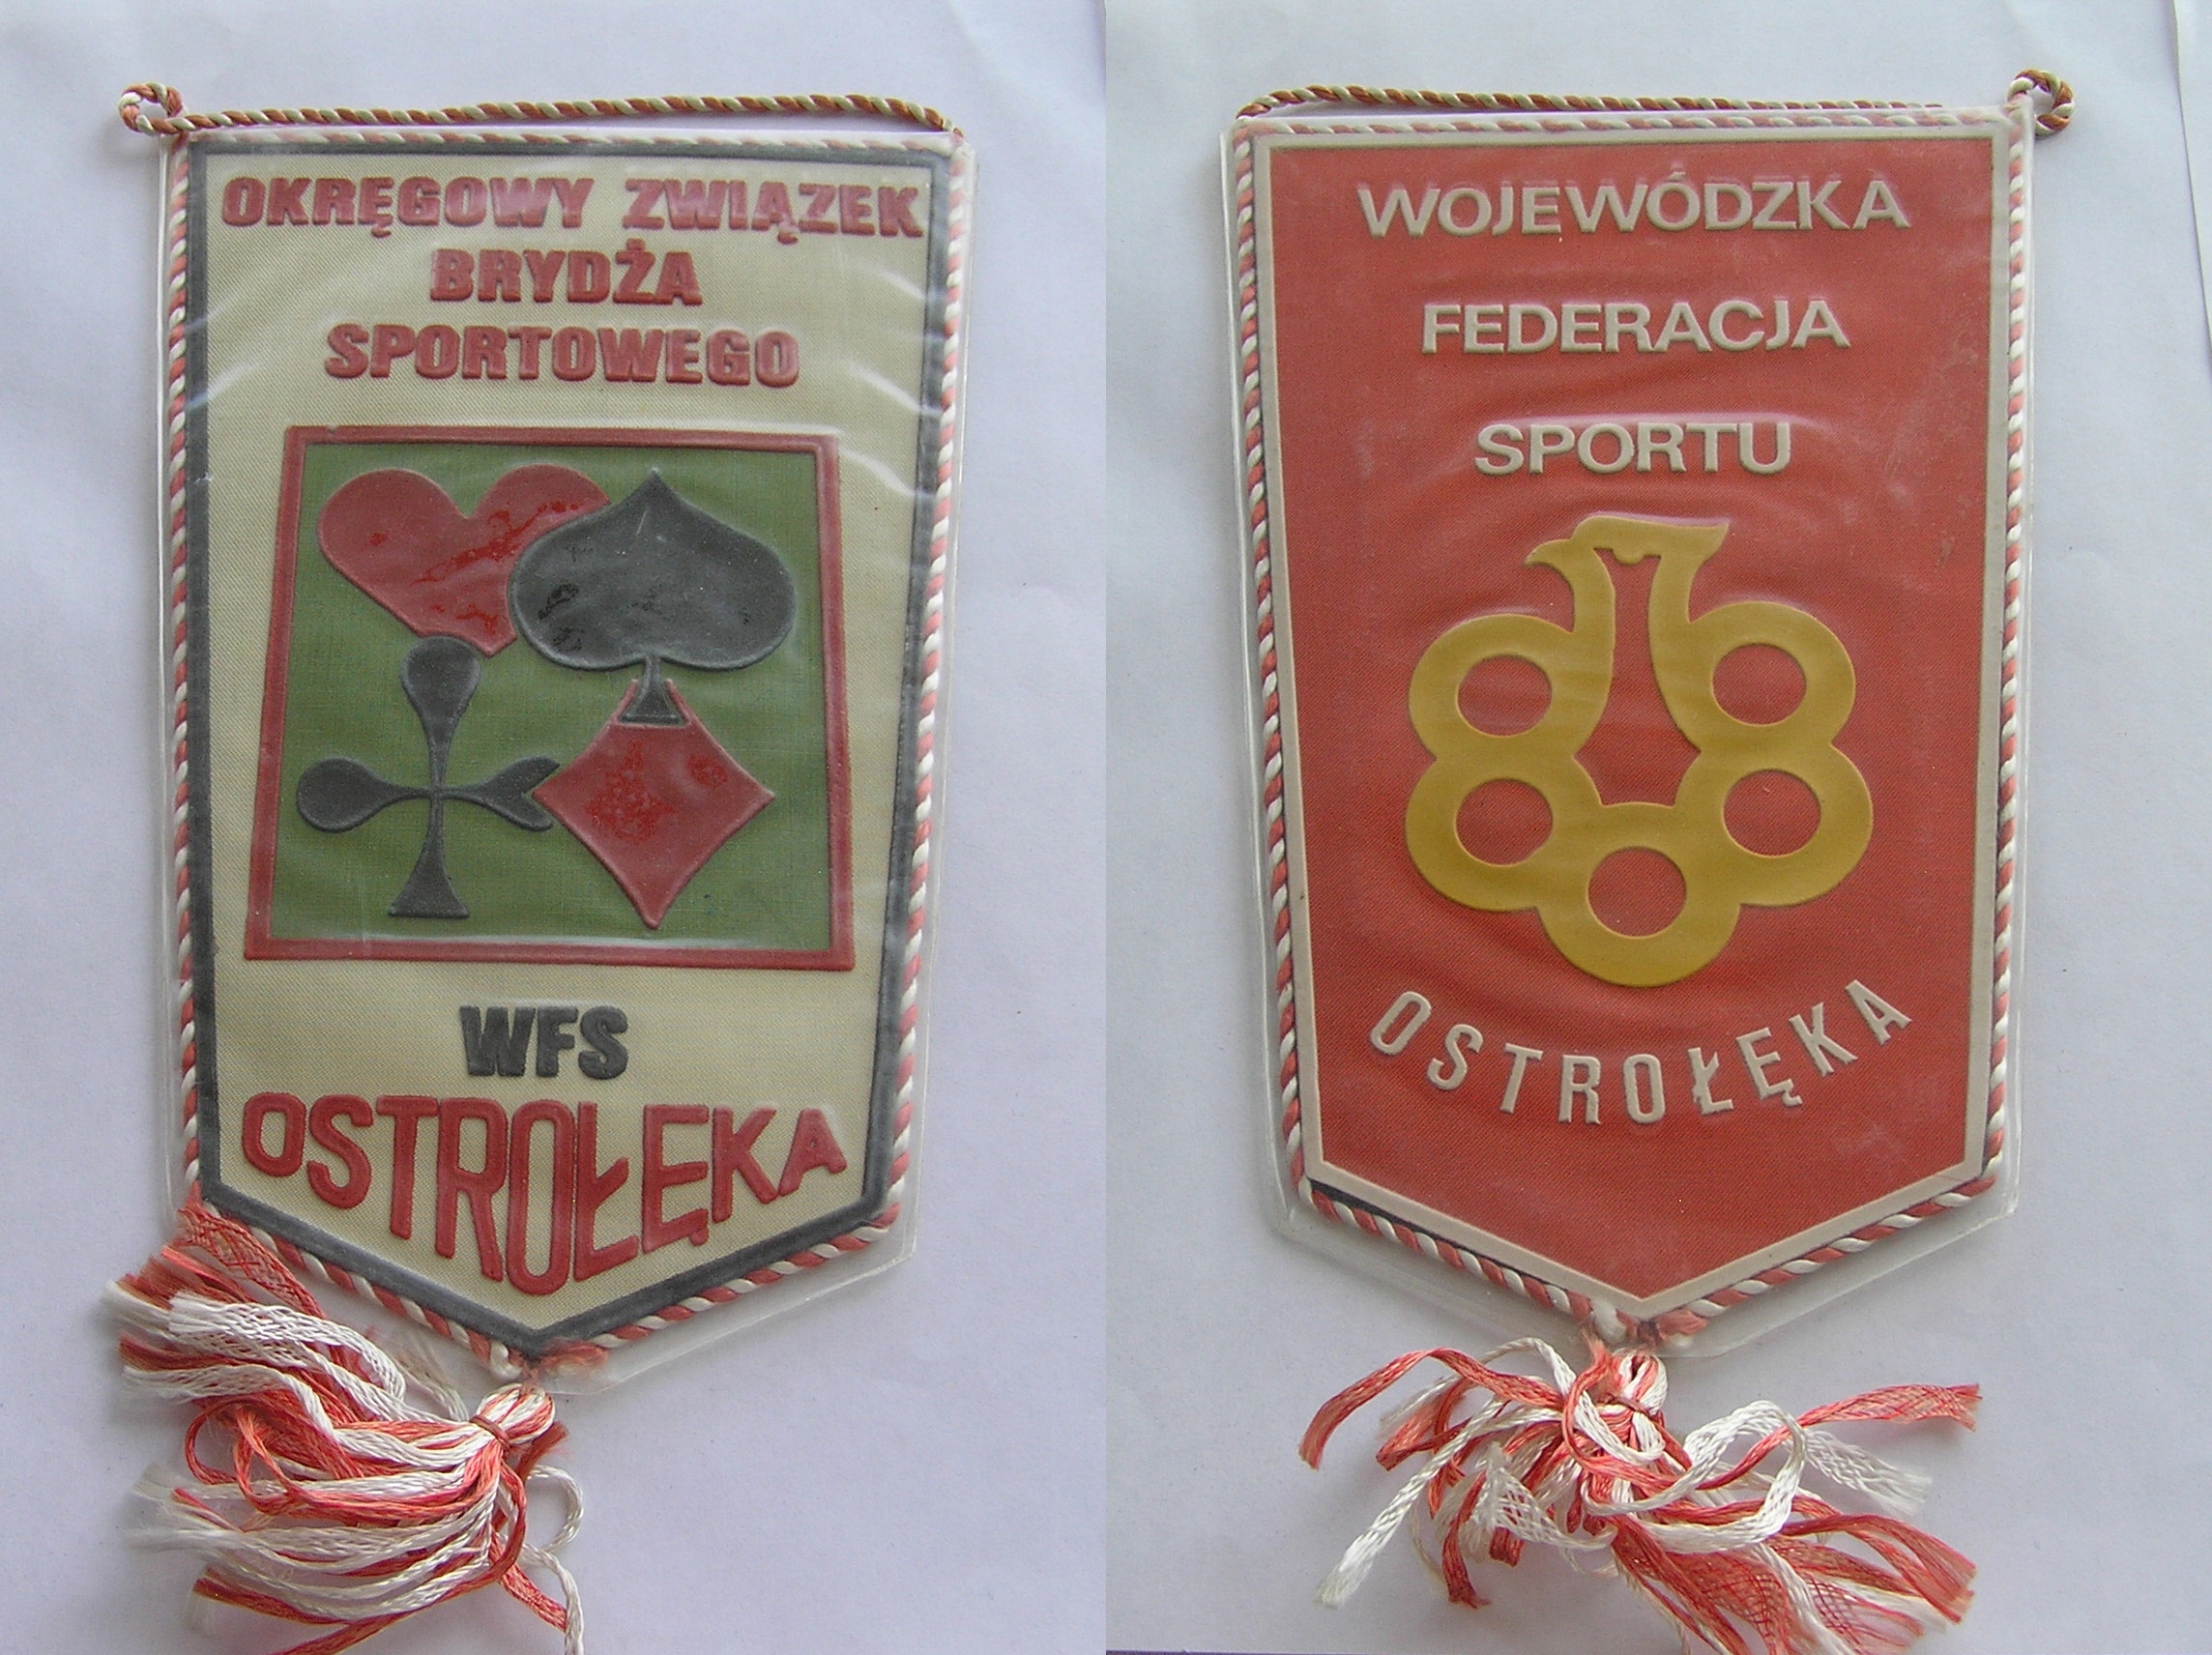 OKRĘGOWY ZWIĄZEK
BRYDŻA
SPORTOWEGO
WFS
OSTROŁĘKA
WOJEWÓDZKA
FEDERACJA
SPORTU
OSTROŁĘKA